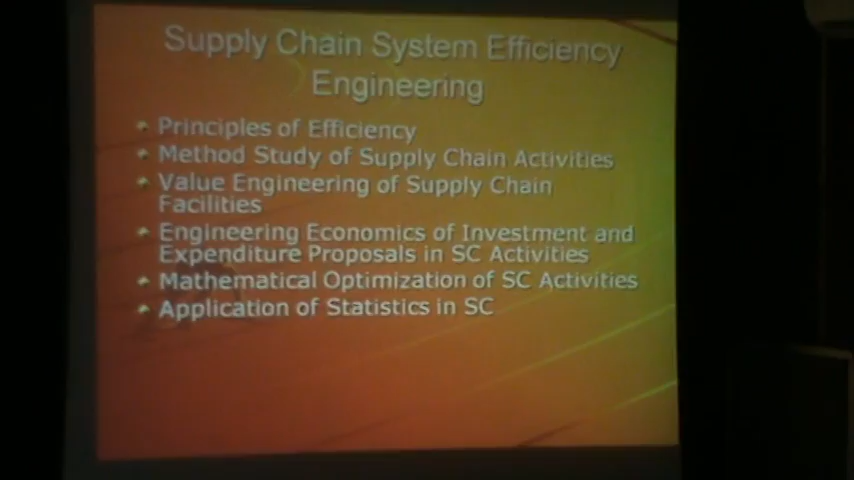 Supply Chain System Efficiency
Engineering
Principles of Efficiency
Method Study of Supply Chain Activities
Value Engineering of Supply Chain
Facilities
Engineering Economics of Investment and
Expenditure Proposals in SC Activities
Mathematical Optimization of SC Activities
Application of Statistics in SC